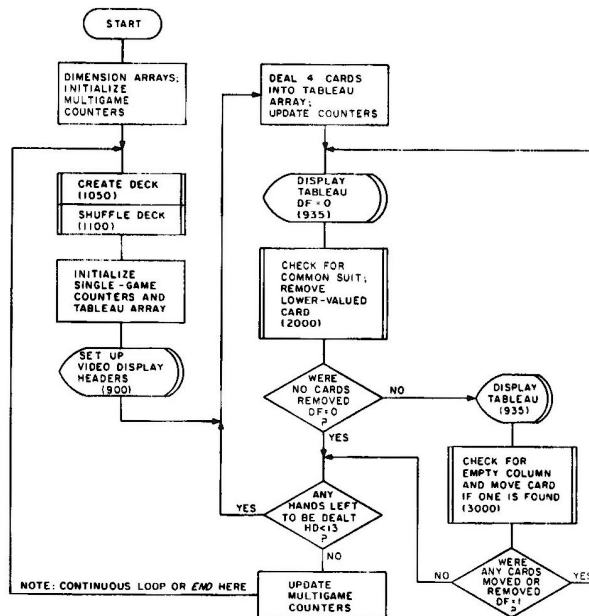 START
DIMENSION ARRAYS;
INITIALIZE
MULTIGAME
COUNTERS
CREATE DECK
(1050)
SHUFFLE DECK
(1100)
INITIALIZE
SINGLE-GAME
COUNTERS AND
TABLEAU ARRAY
SET UP
VIDEO DISPLAY
HEADERS
(900)
DEAL 4 CARDS
INTO TABLEAU
ARRAY;
UPDATE COUNTERS
DISPLAY
TABLEAU
DF=0
(935)
CHECK FOR
COMMON SUIT;
REMOVE
LOWER-VALUED
CARD
(2000)
WERE
NO CARDS
REMOVED
DF=0
?
NO
YES
DISPLAY
TABLEAU
(935)
CHECK FOR
EMPTY COLUMN
AND MOVE CARD
IF ONE IS FOUND
(3000)
WERE
ANY CARDS
MOVED OR
REMOVED
DF=1
?
NO
YES
ANY
HANDS LEFT
TO BE DEALT
HD<13
?
YES
NO
UPDATE
MULTIGAME
COUNTERS
NOTE: CONTINUOUS LOOP OR END HERE